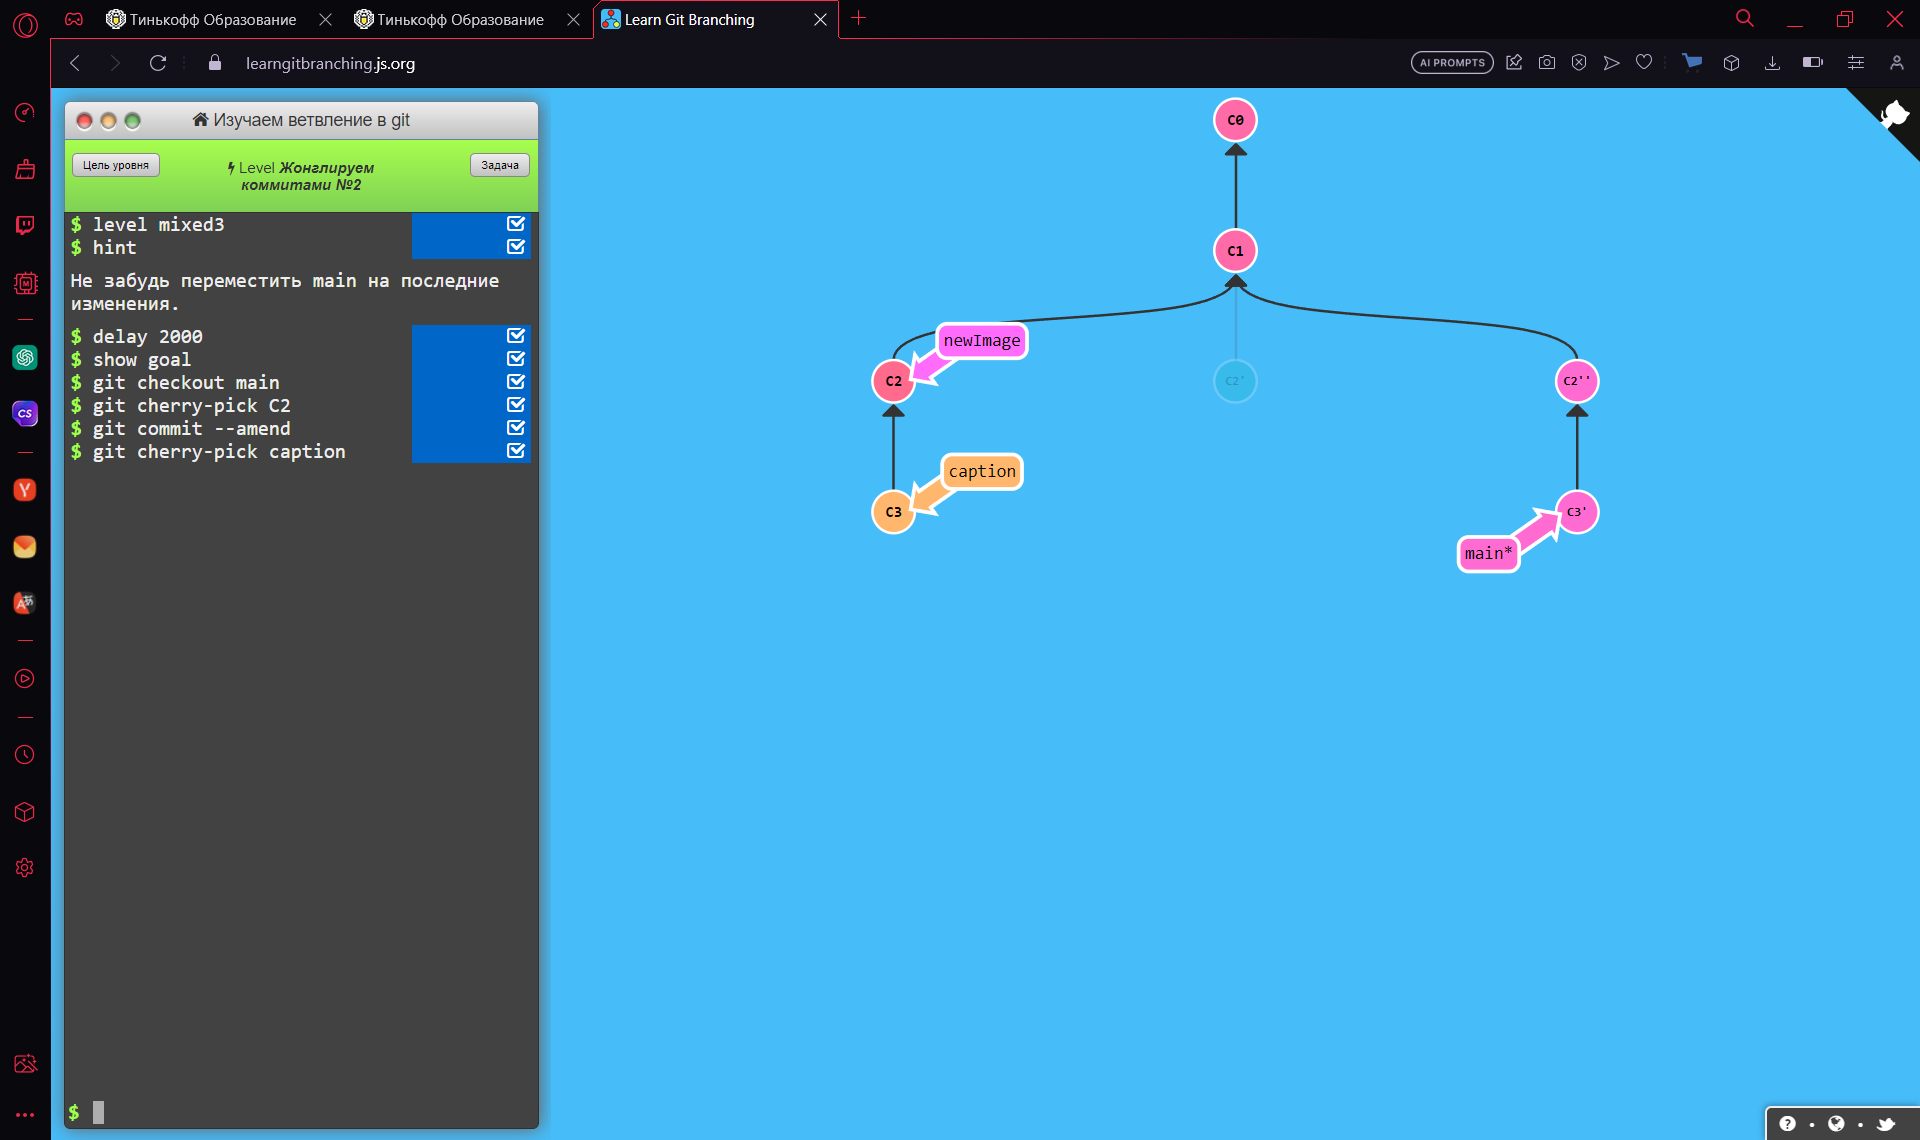 Тинькофф Образование
Тинькофф Образование
Learn Git Branching
learngitbranching.js.org
AI PROMPTS
Изучаем ветвление в git
Цель уровня
Level Жонглируем
коммитами №2
Задача
$ level mixed3
$ hint
Не забудь переместить main на последние
изменения.
$ delay 2000
$ show goal
$ git checkout main
$ git cherry-pick C2
$ git commit --amend
$ git cherry-pick caption
$
C0
C1
newImage
C2
C2'
C2''
caption
C3
C3'
main*
CS